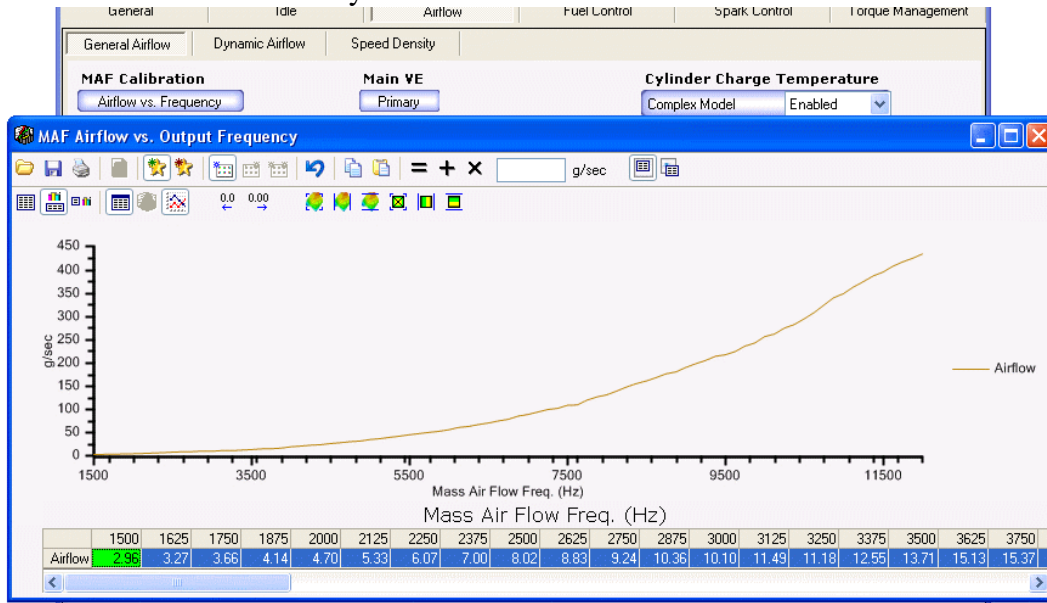 General Idle Airflow Fuel Control Spark Control Torque Management
General Airflow Dynamic Airflow Speed Density
MAF Calibration Main VE Cylinder Charge Temperature
Airflow vs. Frequency Primary Complex Model Enabled
MAF Airflow vs. Output Frequency
= + × g/sec
0.0 0.00
450
400
350
300
250
200
150
100
50
0
g/sec
Airflow
1500 3500 5500 7500 9500 11500
Mass Air Flow Freq. (Hz)
Mass Air Flow Freq. (Hz)
1500 1625 1750 1875 2000 2125 2250 2375 2500 2625 2750 2875 3000 3125 3250 3375 3500 3625 3750
Airflow 2.96 3.27 3.66 4.14 4.70 5.33 6.07 7.00 8.02 8.83 9.24 10.36 10.10 11.49 11.18 12.55 13.71 15.13 15.37